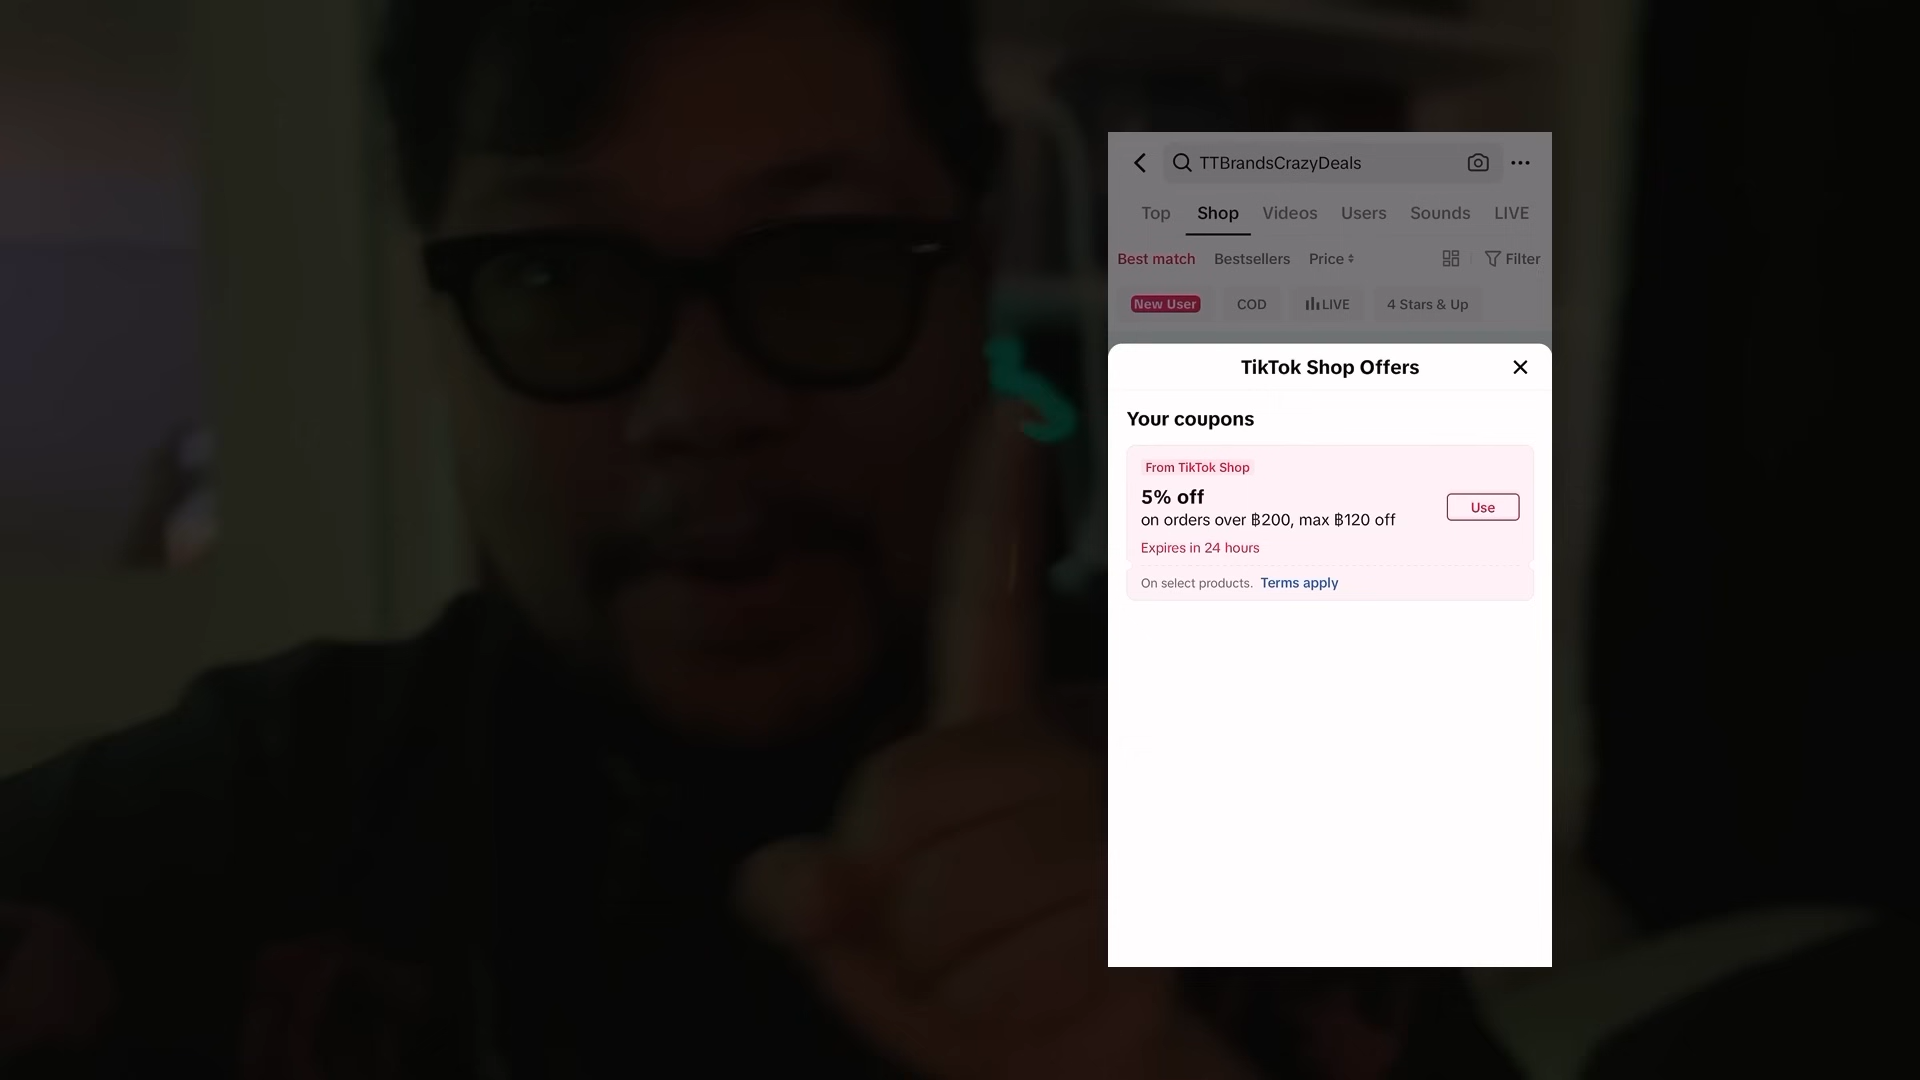 TTBrandsCrazyDeals
Top Shop Videos Users Sounds LIVE
Best match Bestsellers Price Filter
New User COD LIVE 4 Stars & Up
TikTok Shop Offers
Your coupons
From TikTok Shop
5% off
on orders over ฿200, max ฿120 off
Use
Expires in 24 hours
On select products. Terms apply